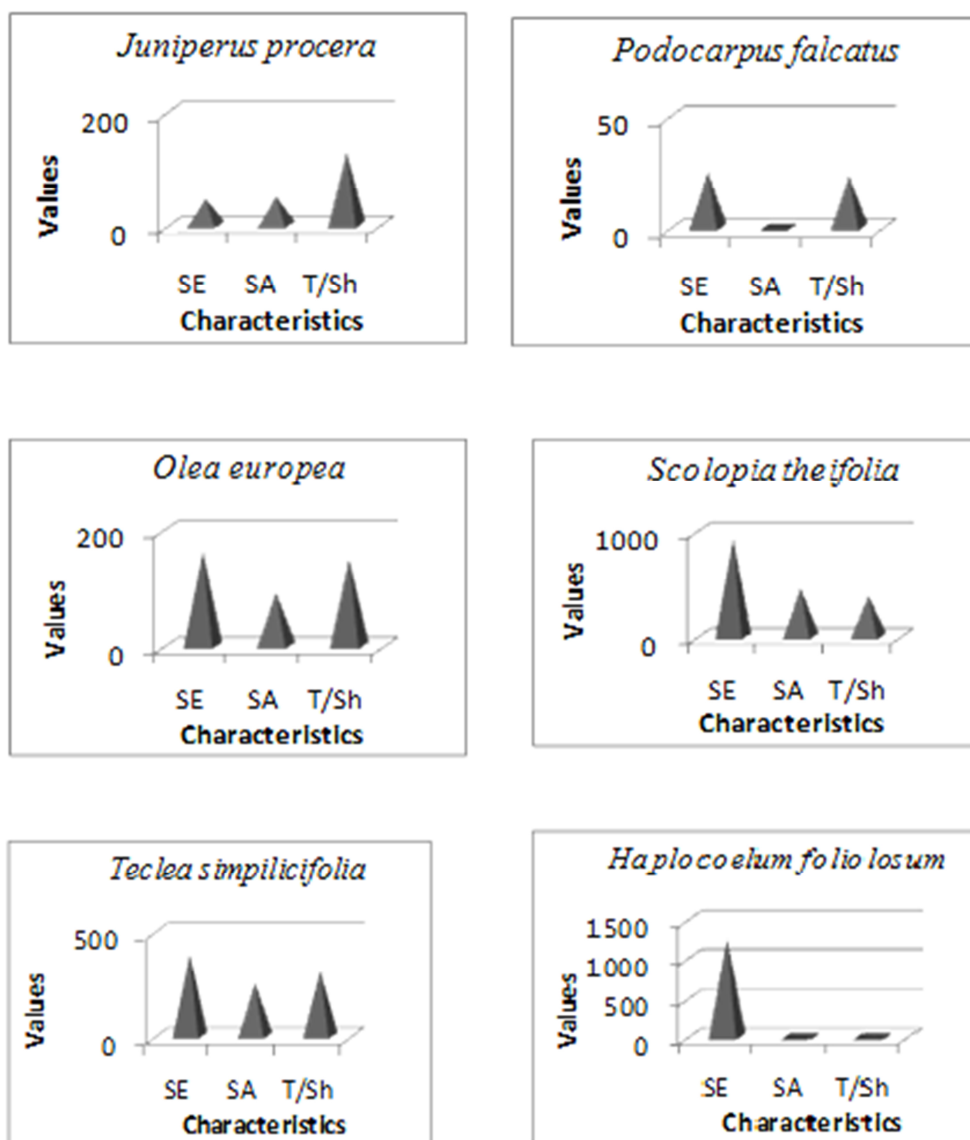 Juniperus procera
200
0
Values
SE SA T/Sh
Characteristics
Podocarpus falcatus
50
0
Values
SE SA T/Sh
Characteristics
Olea europea
200
0
Values
SE SA T/Sh
Characteristics
Scolopia theifolia
1000
0
Values
SE SA T/Sh
Characteristics
Teclea simpilicifolia
500
0
Values
SE SA T/Sh
Characteristics
Haplocoelum foliolosum
1500
1000
500
0
Values
SE SA T/Sh
Characteristics